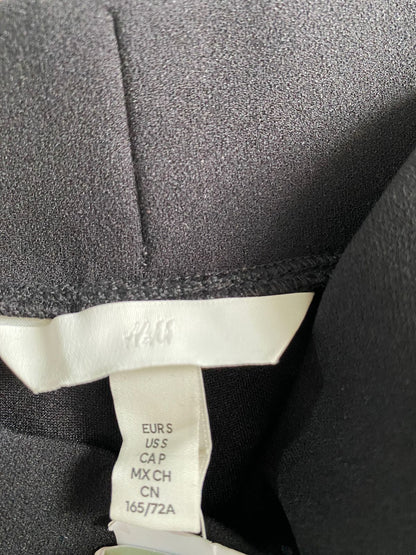 H&M
EUR S
US S
CA P
MX CH
CN
165/72A